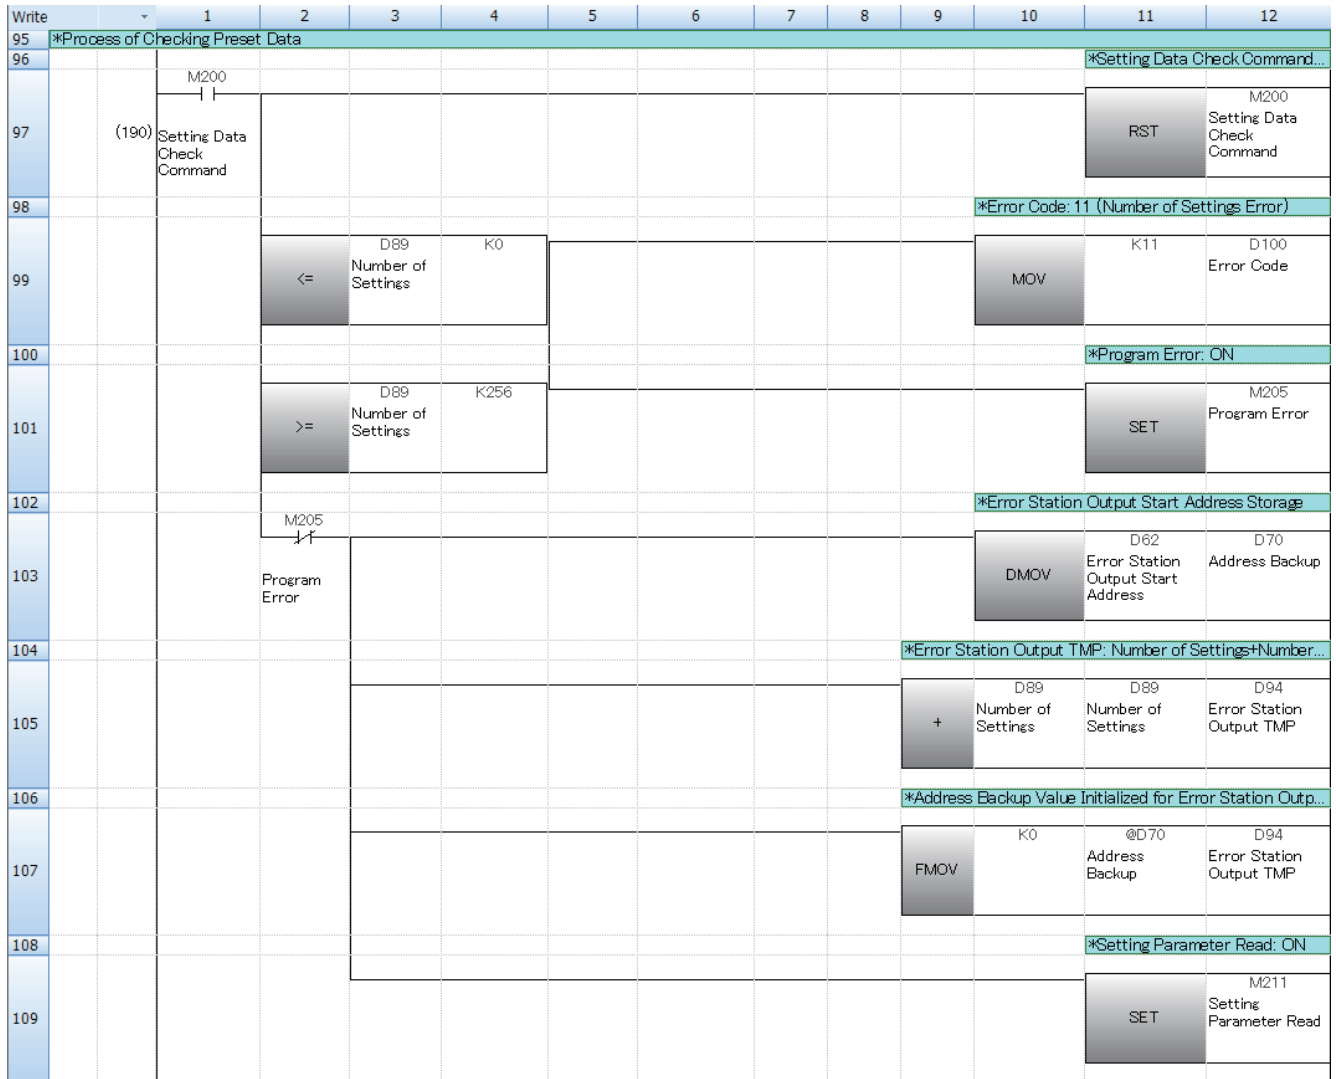 Write 1 2 3 4 5 6 7 8 9 10 11 12
95 *Process of Checking Preset Data
96 *Setting Data Check Command...
M200
M200
97 (190) Setting Data
Check
Command
RST
Setting Data
Check
Command
98 *Error Code: 11 (Number of Settings Error)
D89 K0 K11 D100
99 <= Number of
Settings
MOV Error Code
100 *Program Error: ON
D89 K256 M205
101 >= Number of
Settings
SET Program Error
102 *Error Station Output Start Address Storage
M205
D62 D70
103 Program
Error
DMOV Error Station
Output Start
Address
Address Backup
104 *Error Station Output TMP: Number of Settings+Number...
D89 D89 D94
105 + Number of
Settings
Number of
Settings
Error Station
Output TMP
106 *Address Backup Value Initialized for Error Station Outp...
K0 @D70 D94
107 FMOV Address
Backup
Error Station
Output TMP
108 *Setting Parameter Read: ON
M211
109 SET Setting
Parameter Read